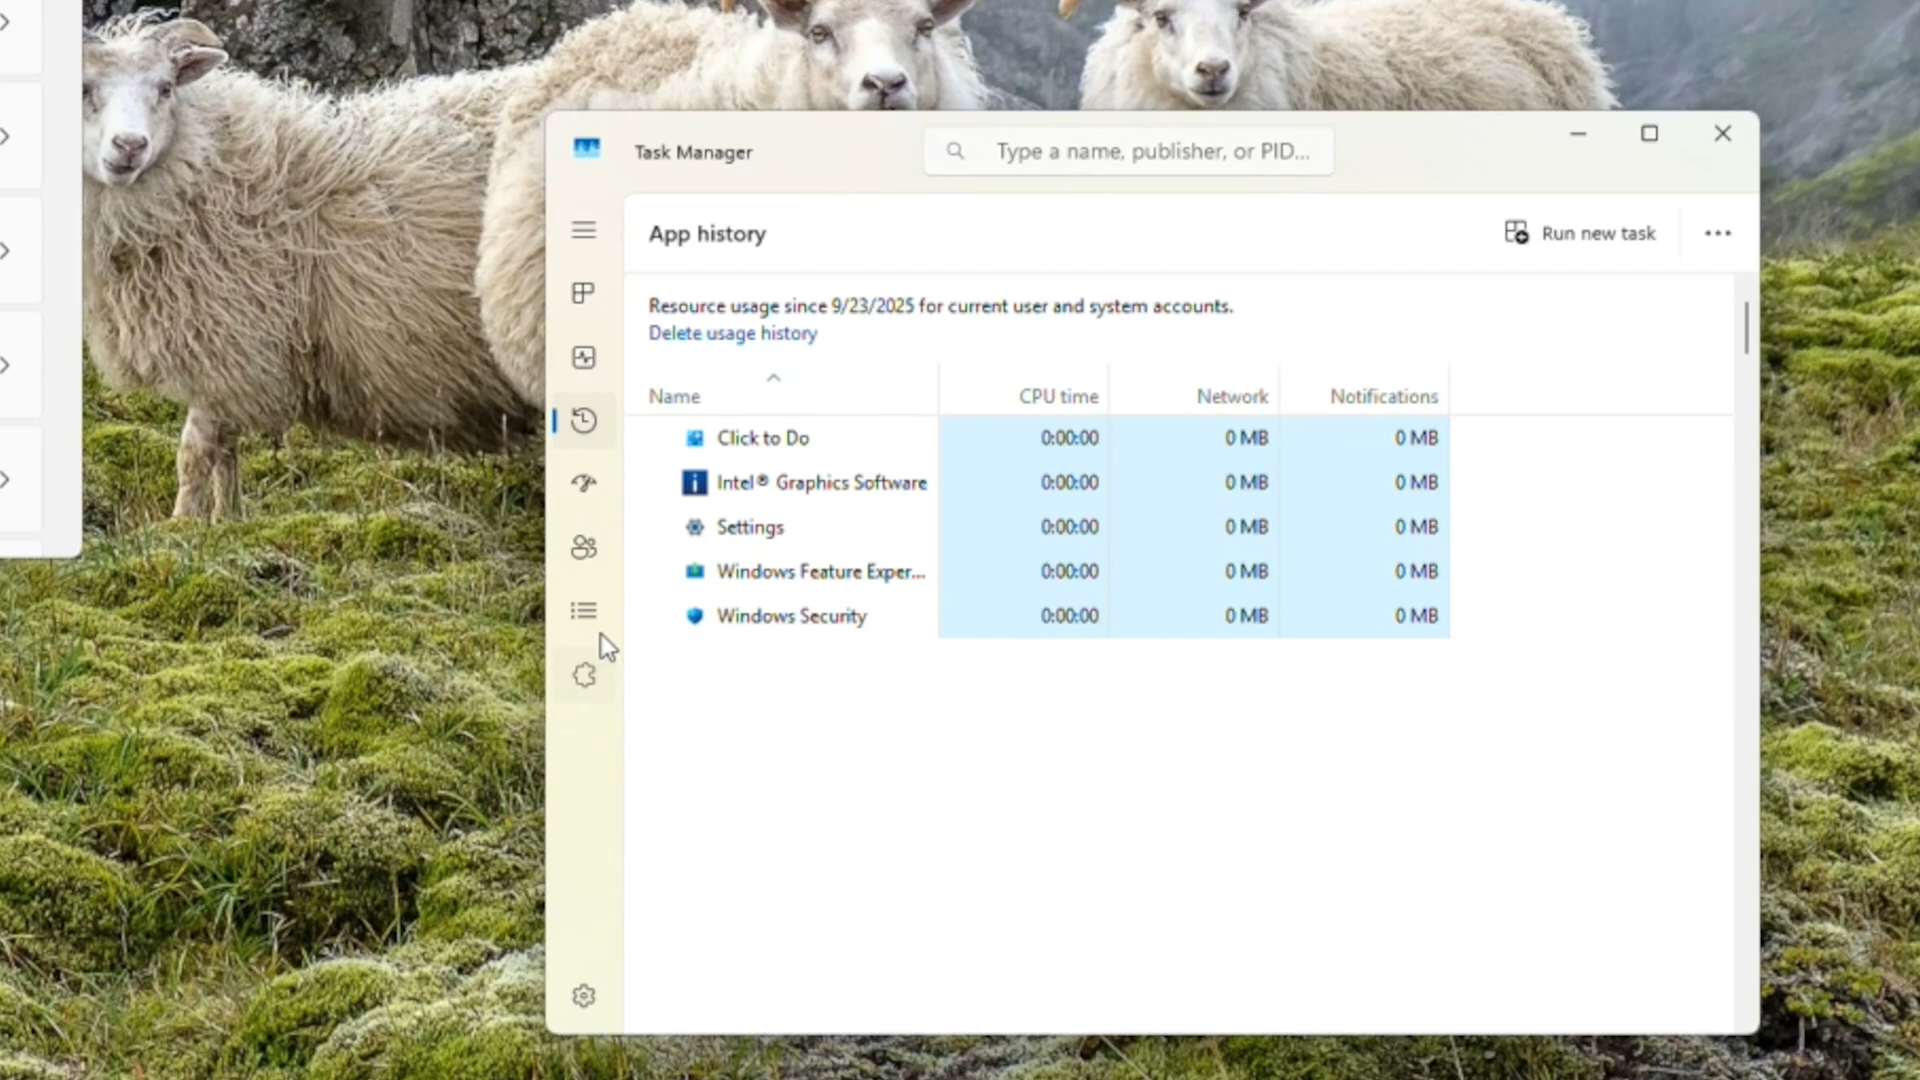 Task Manager
Type a name, publisher, or PID...
App history
Run new task
Resource usage since 9/23/2025 for current user and system accounts.
Delete usage history
Name CPU time Network Notifications
Click to Do 0:00:00 0 MB 0 MB
Intel® Graphics Software 0:00:00 0 MB 0 MB
Settings 0:00:00 0 MB 0 MB
Windows Feature Exper... 0:00:00 0 MB 0 MB
Windows Security 0:00:00 0 MB 0 MB